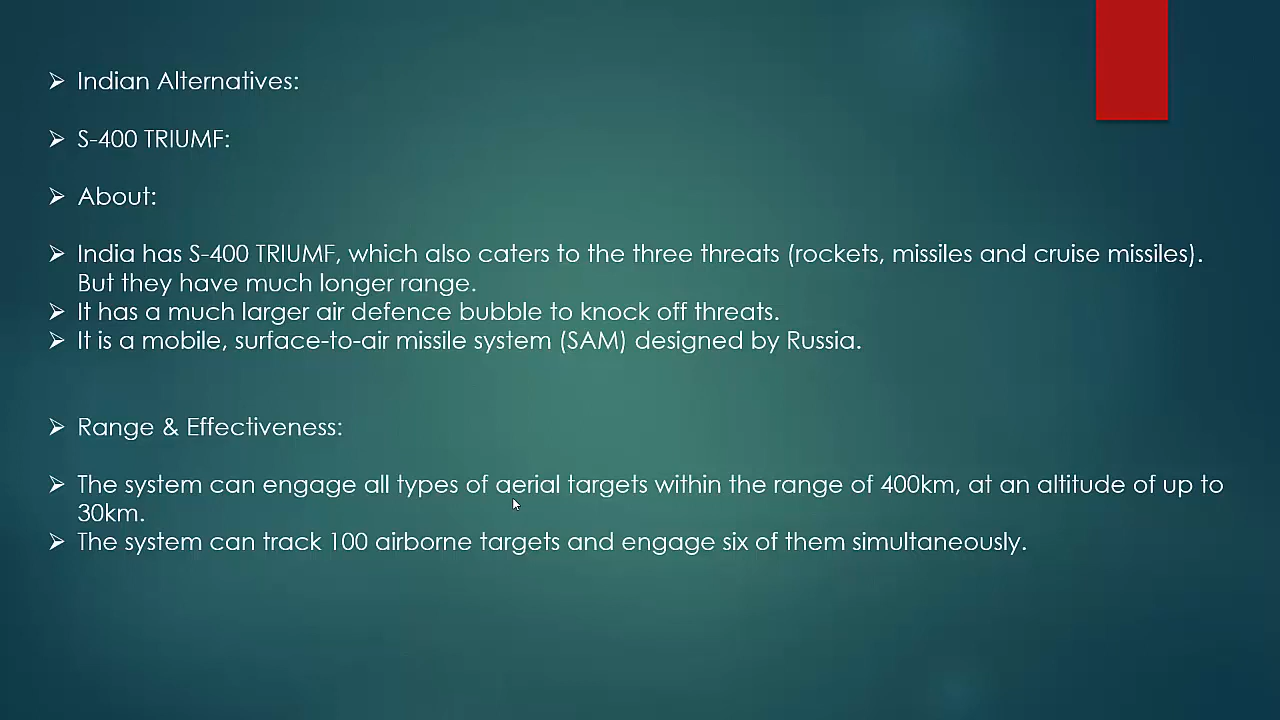 ➢ Indian Alternatives:
➢ S-400 TRIUMF:
➢ About:
➢ India has S-400 TRIUMF, which also caters to the three threats (rockets, missiles and cruise missiles).
But they have much longer range.
➢ It has a much larger air defence bubble to knock off threats.
➢ It is a mobile, surface-to-air missile system (SAM) designed by Russia.
➢ Range & Effectiveness:
➢ The system can engage all types of aerial targets within the range of 400km, at an altitude of up to
30km.
➢ The system can track 100 airborne targets and engage six of them simultaneously.